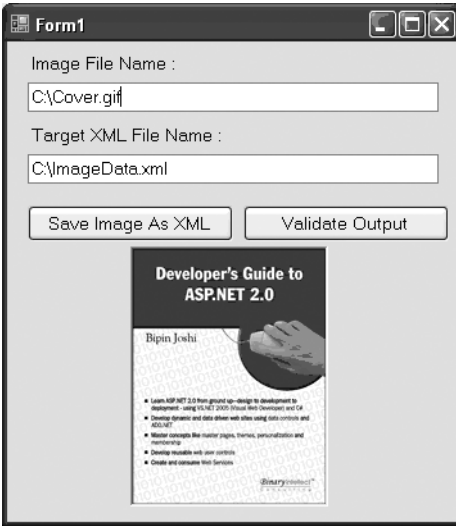 Form1
Image File Name :
C:\Cover.gif
Target XML File Name :
C:\ImageData.xml
Save Image As XML
Validate Output
Developer's Guide to
ASP.NET 2.0
Bipin Joshi
Learn ASP.NET 2.0 from ground up—design to development to
deployment - using VS.NET 2005 (Visual Web Developer) and C#
Develop dynamic and data driven web sites using data controls and
ADO.NET
Master concepts like master pages, themes, personalization and
membership
Develop reusable web user controls
Create and consume Web Services